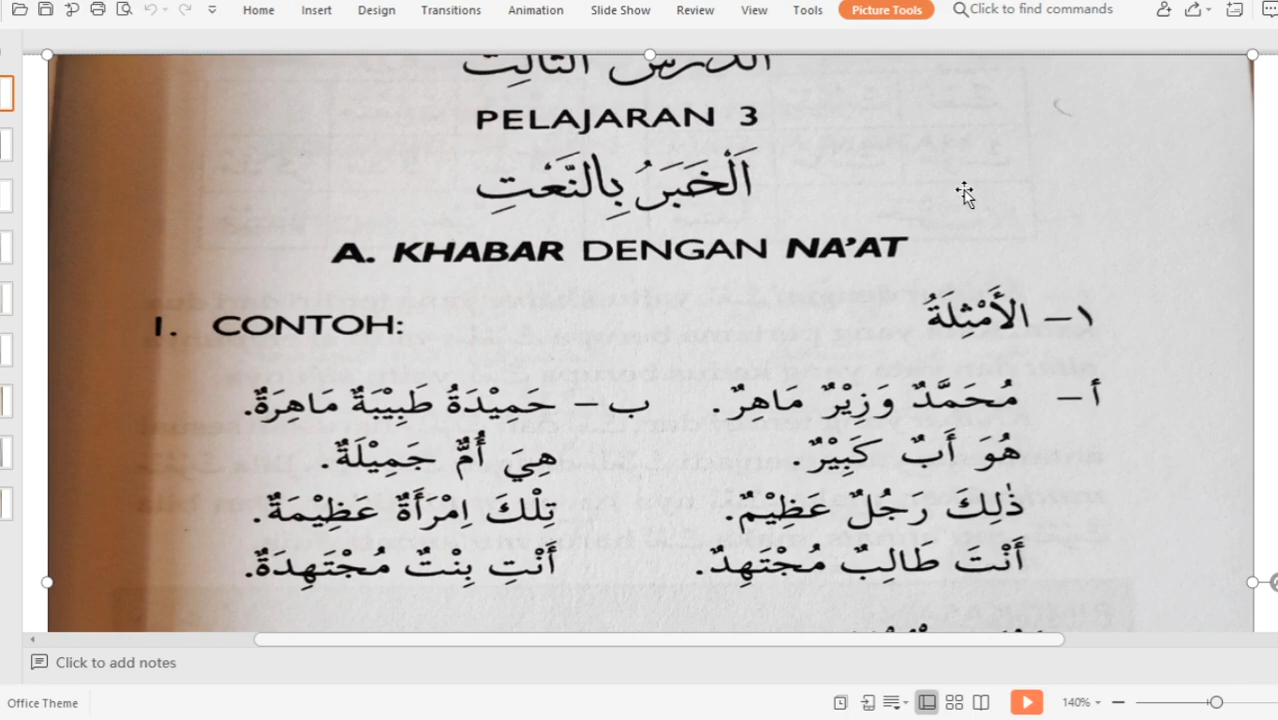 Home Insert Design Transitions Animation Slide Show Review View Tools Picture Tools Click to find commands
الدرس الثالث
PELAJARAN 3
اَلْخَبَرُ بِالنَّعْتِ
A. KHABAR DENGAN NA'AT
I. CONTOH: ١- الأَمْثِلَةُ
أ - مُحَمَّدٌ وَزِيْرٌ مَاهِرٌ. ب - حَمِيْدَةُ طَبِيْبَةٌ مَاهِرَةٌ.
هُوَ أَبٌ كَبِيْرٌ. هِي أُمٌّ جَمِيْلَةٌ.
ذٰلِكَ رَجُلٌ عَظِيْمٌ. تِلْكَ اِمْرَأَةٌ عَظِيْمةٌ.
أَنْتَ طَالِبٌ مُجْتَهِدٌ. أَنْتِ بِنْتٌ مُجْتَهِدَةٌ.
Click to add notes
Office Theme 140%